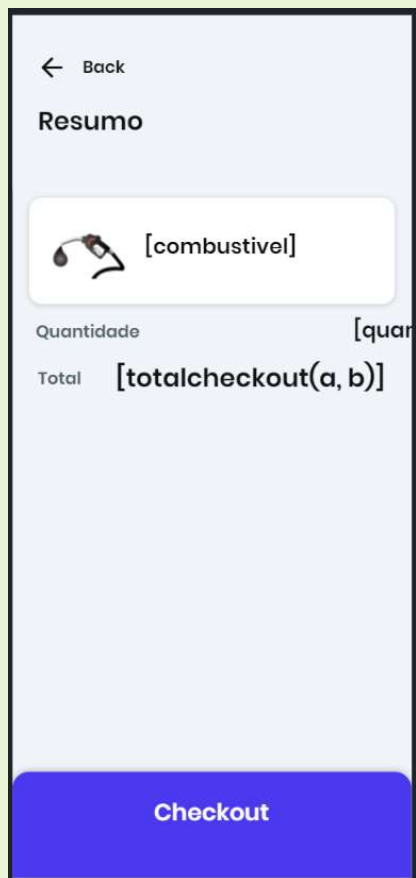 Back
Resumo
[combustivel]
Quantidade [quan
Total [totalcheckout(a, b)]
Checkout